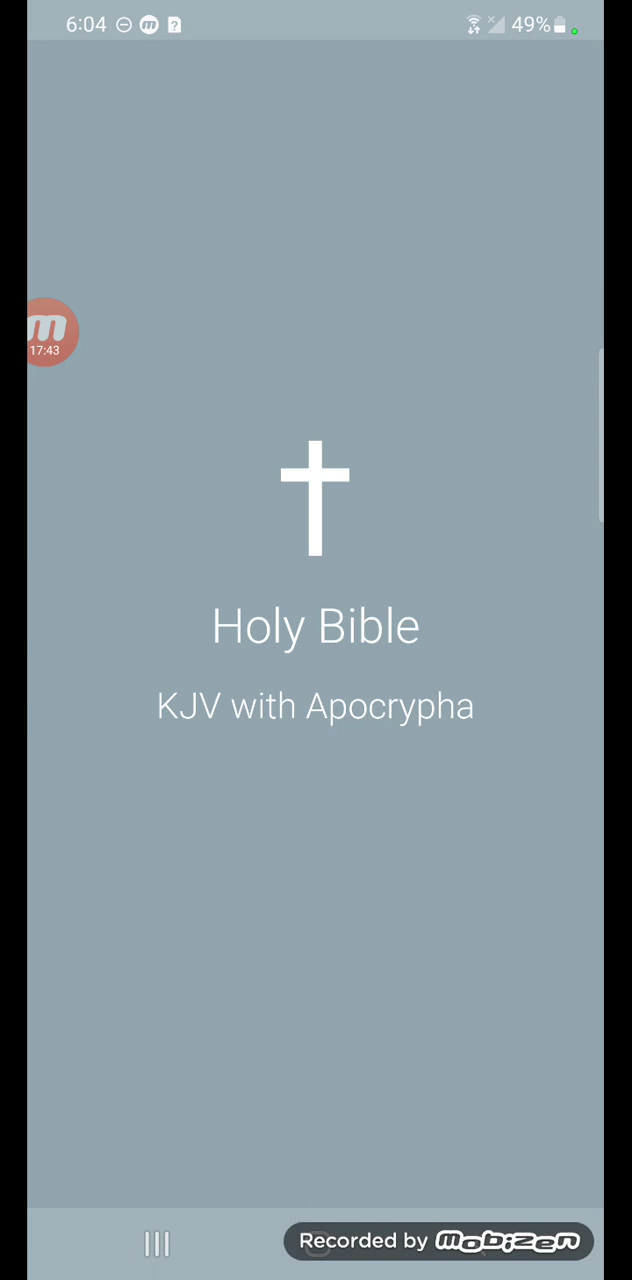 6:04 m ? 49%
m
17:43
Holy Bible
KJV with Apocrypha
Recorded by mobizen